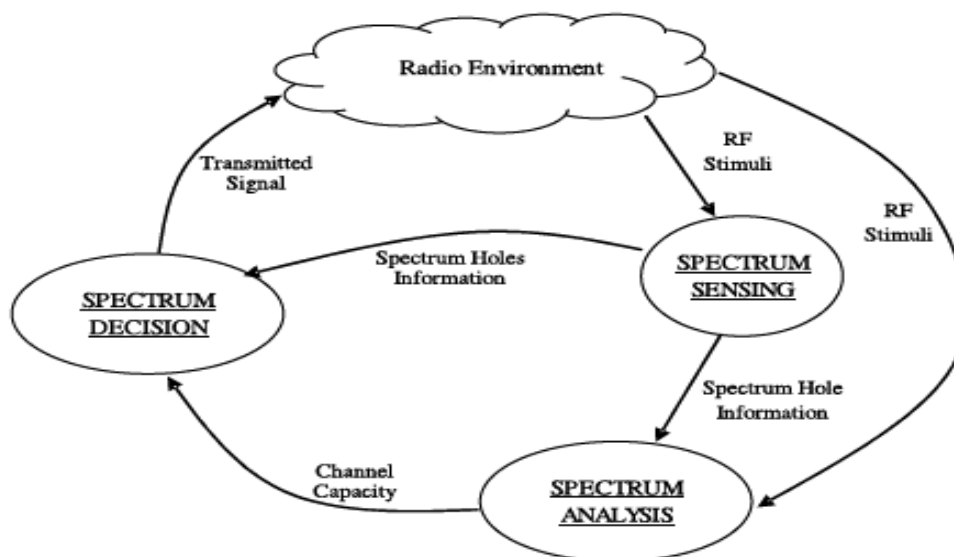 Radio Environment
RF
Stimuli
Transmitted
Signal
RF
Stimuli
Spectrum Holes
Information
SPECTRUM
SENSING
SPECTRUM
DECISION
Spectrum Hole
Information
Channel
Capacity
SPECTRUM
ANALYSIS